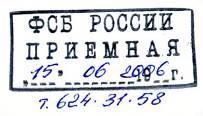 ФСБ РОССИИ
ПРИЕМНАЯ
"15" 06 2006 г.
т. 624-31-58